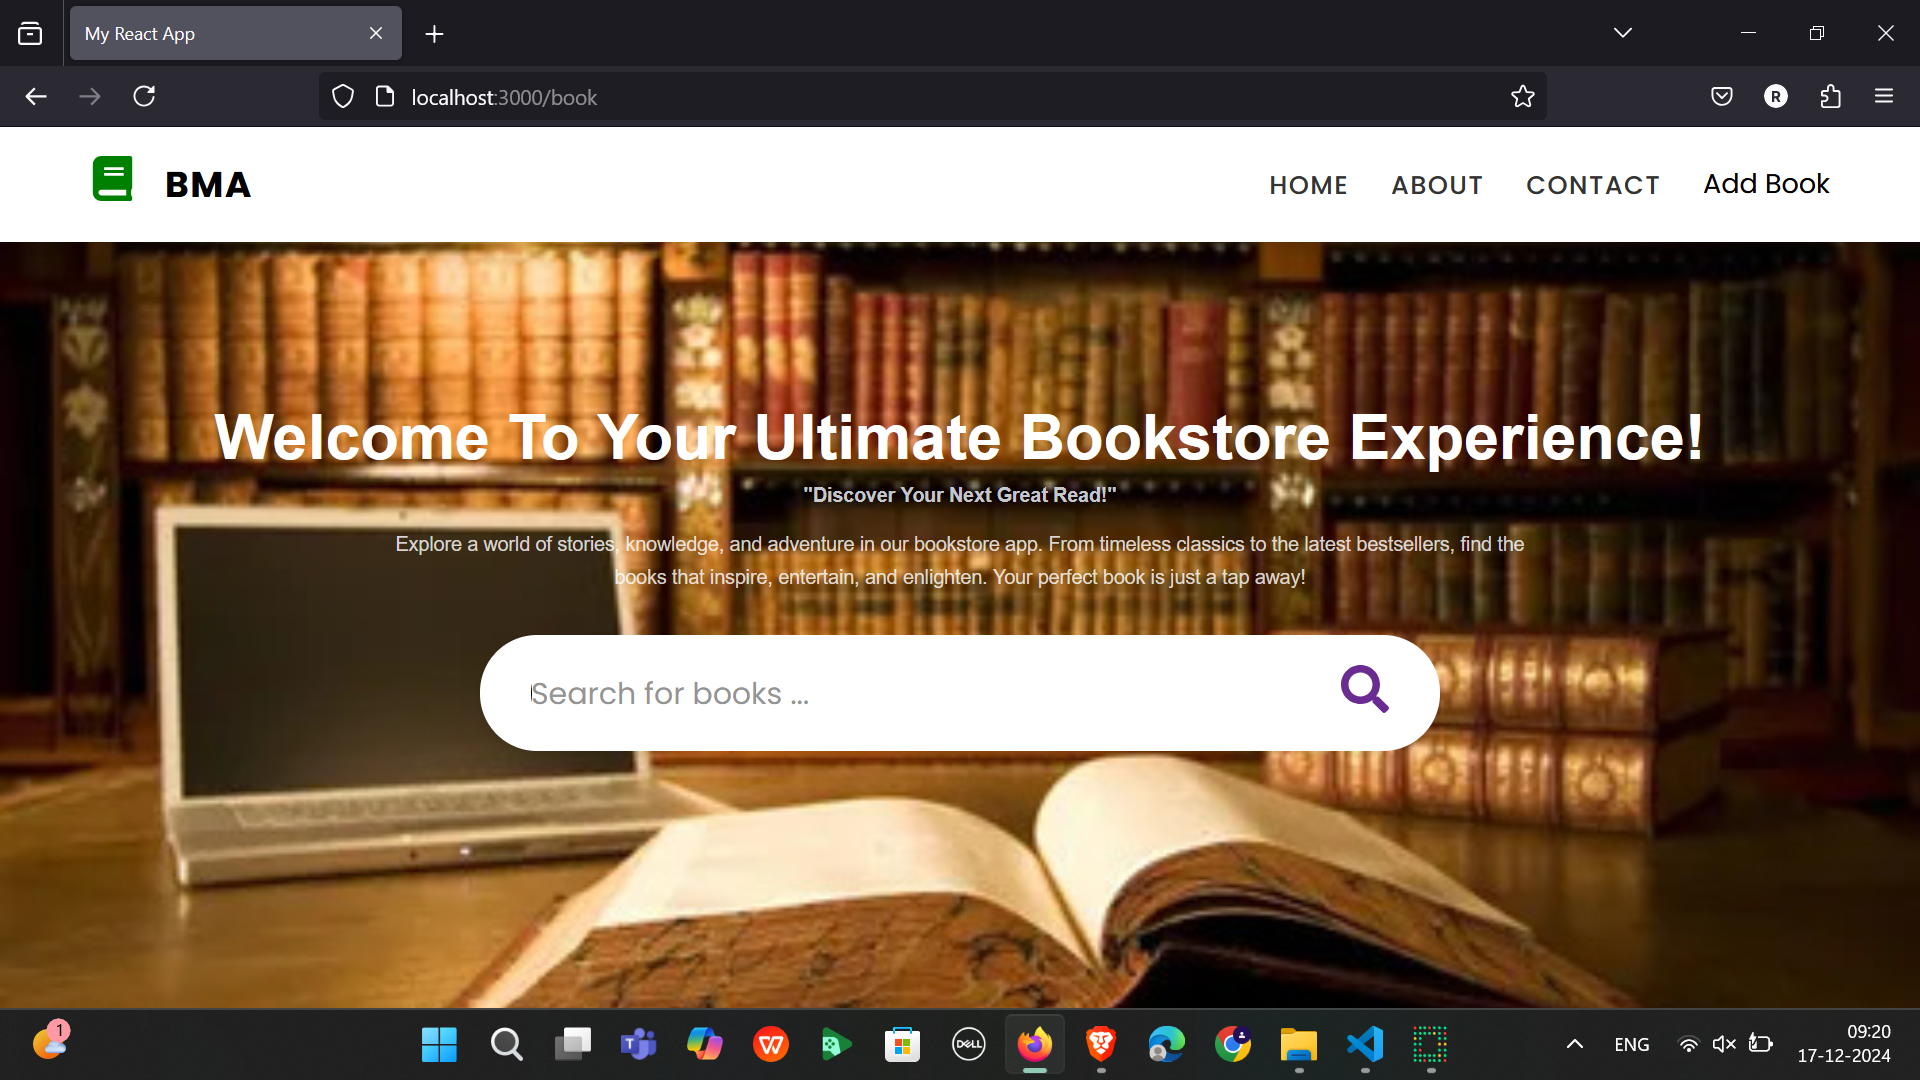 My React App
localhost:3000/book
BMA
HOME ABOUT CONTACT Add Book
Welcome To Your Ultimate Bookstore Experience!
"Discover Your Next Great Read!"
Explore a world of stories, knowledge, and adventure in our bookstore app. From timeless classics to the latest bestsellers, find the
books that inspire, entertain, and enlighten. Your perfect book is just a tap away!
Search for books ...
1
T
W
DELL
ENG
09:20
17-12-2024
R